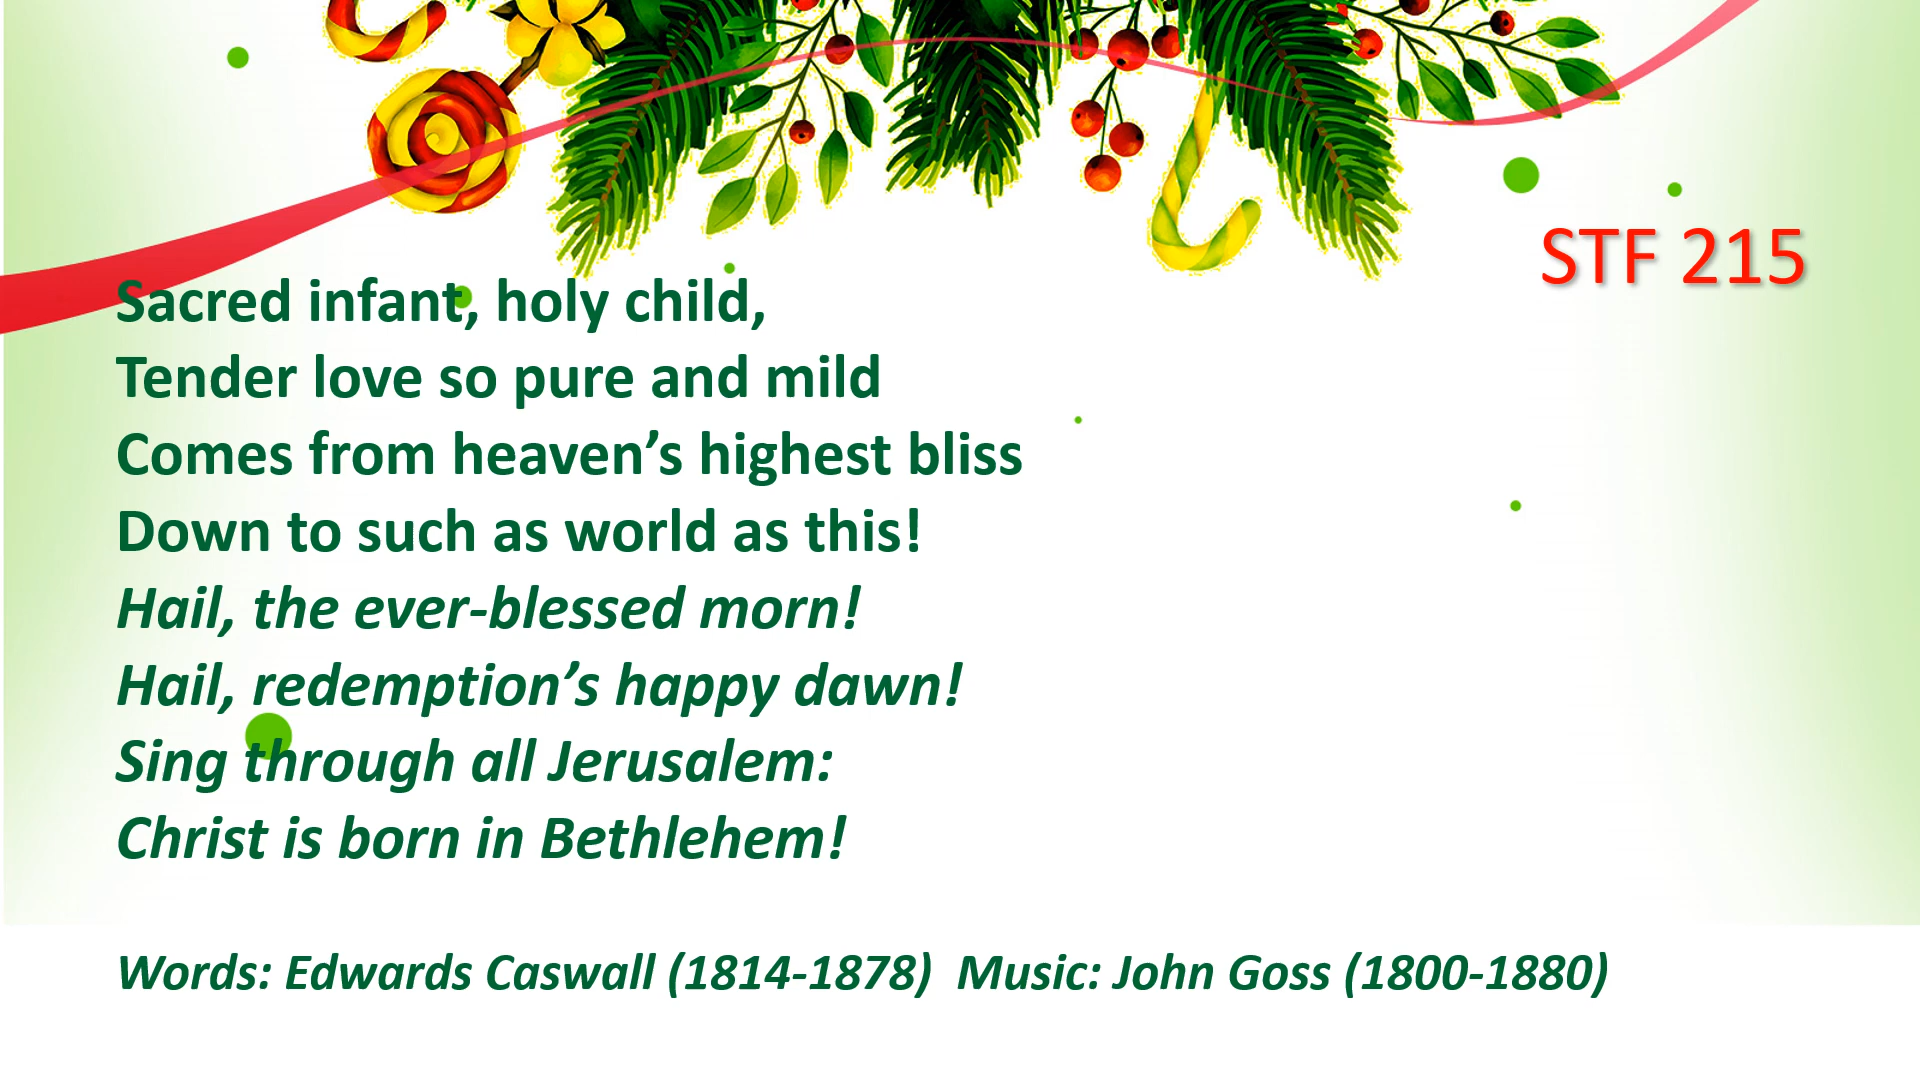 STF 215
Sacred infant, holy child,
Tender love so pure and mild
Comes from heaven’s highest bliss
Down to such as world as this!
Hail, the ever-blessed morn!
Hail, redemption’s happy dawn!
Sing through all Jerusalem:
Christ is born in Bethlehem!
Words: Edwards Caswall (1814-1878)  Music: John Goss (1800-1880)